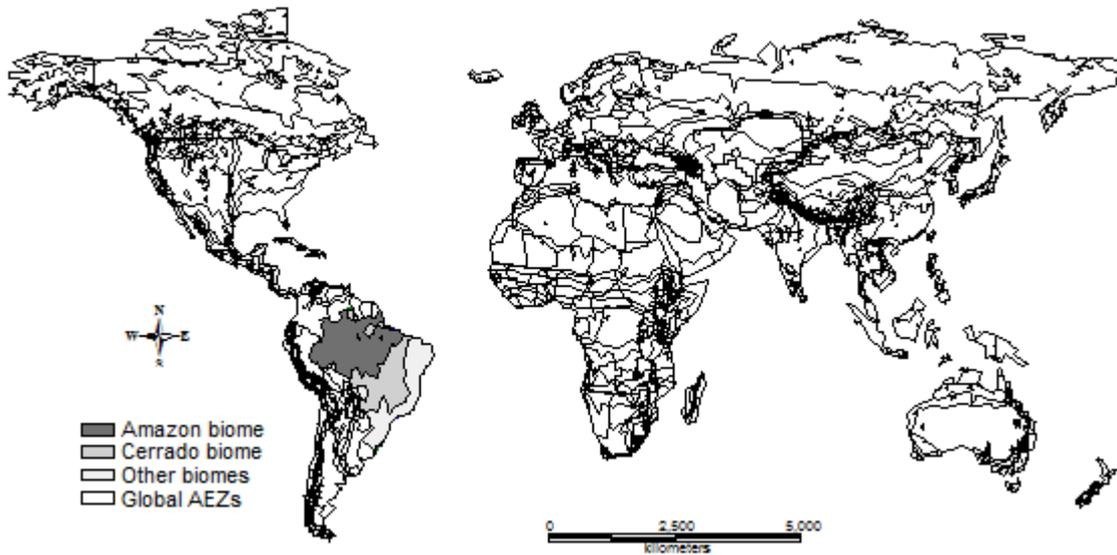 N
W E
S
Amazon biome
Cerrado biome
Other biomes
Global AEZs
0 2,500 5,000
kilometers